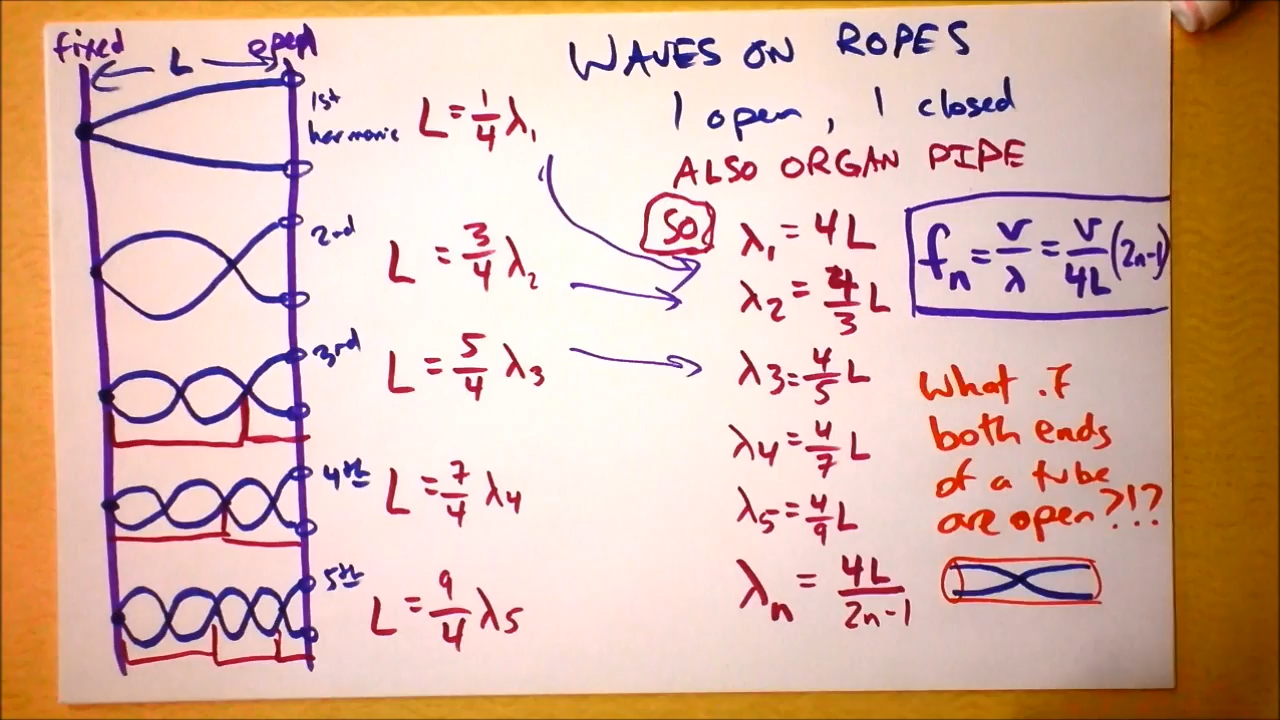 fixed
open
L
WAVES ON ROPES
1 open, 1 closed
ALSO ORGAN PIPE
1st
harmonic
L = 1/4 λ₁
2nd
L = 3/4 λ₂
3rd
L = 5/4 λ₃
4th
L = 7/4 λ₄
5th
L = 9/4 λ₅
So,
λ₁ = 4L
λ₂ = 4/3 L
λ₃ = 4/5 L
λ₄ = 4/7 L
λ₅ = 4/9 L
λₙ = 4L/2n-1
fₙ = v/λ = v/4L (2n-1)
What if
both ends
of a tube
are open?!?